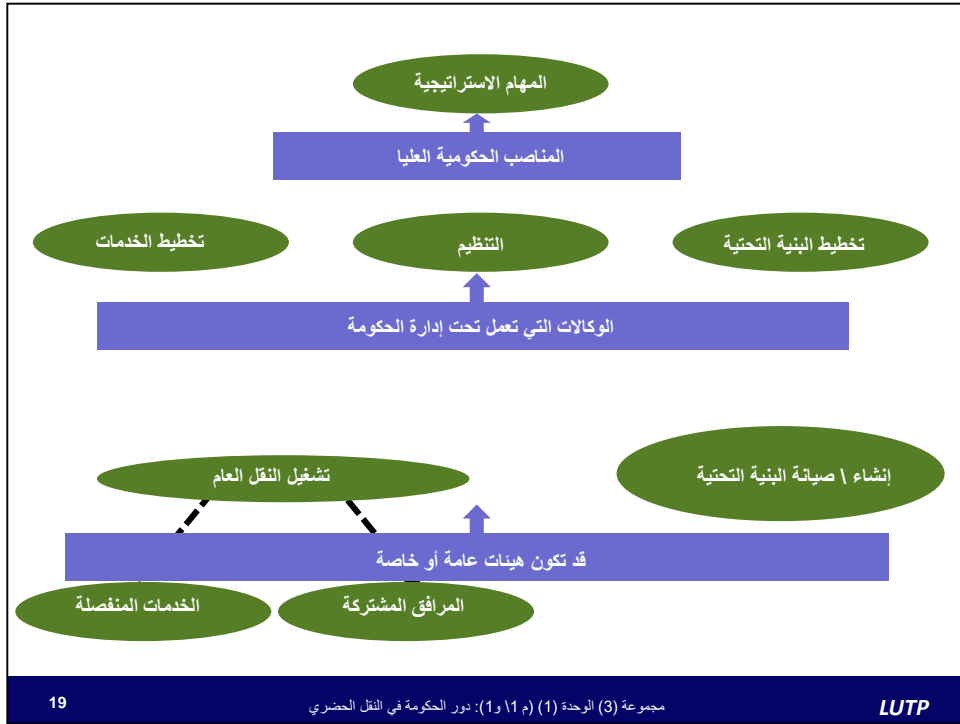 المهام الاستراتيجية
المناصب الحكومية العليا
تخطيط البنية التحتية
التنظيم
تخطيط الخدمات
الوكالات التي تعمل تحت إدارة الحكومة
إنشاء \ صيانة البنية التحتية
تشغيل النقل العام
قد تكون هيئات عامة أو خاصة
المرافق المشتركة
الخدمات المنفصلة
LUTP
مجموعة (3) الوحدة (1) (م 1\ و1): دور الحكومة في النقل الحضري
19